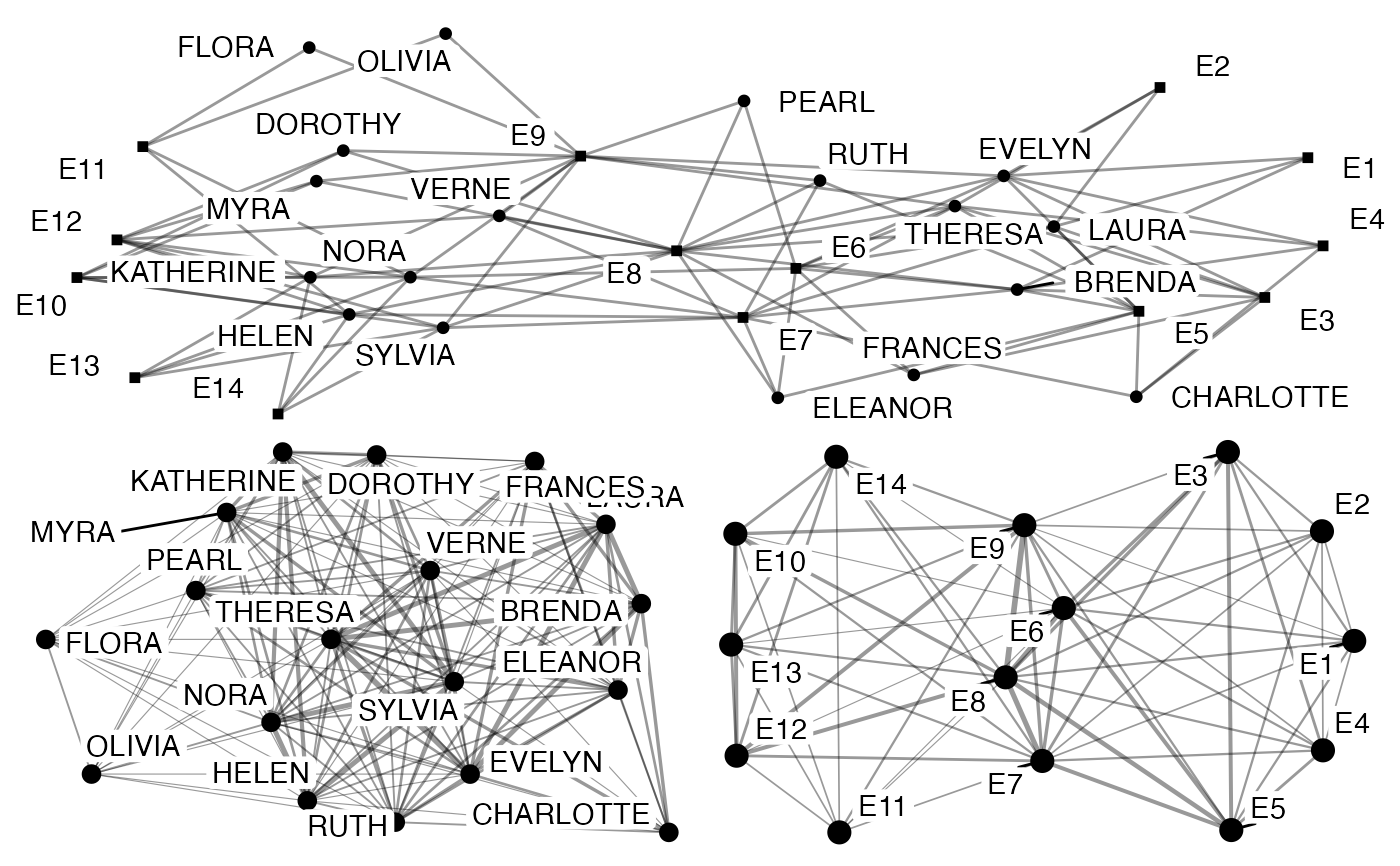 FLORA
OLIVIA
E2
PEARL
DOROTHY
E9
RUTH
EVELYN
E11
E1
VERNE
MYRA
E12
E4
NORA
E6
THERESA
LAURA
KATHERINE
E8
BRENDA
E10
E3
HELEN
E7
E5
SYLVIA
FRANCES
E13
E14
ELEANOR
CHARLOTTE
KATHERINE
DOROTHY
FRANCES
MYRA
VERNE
PEARL
THERESA
BRENDA
FLORA
ELEANOR
NORA
SYLVIA
OLIVIA
HELEN
EVELYN
RUTH
CHARLOTTE
E3
E14
E2
E9
E10
E6
E13
E1
E8
E12
E4
E7
E11
E5